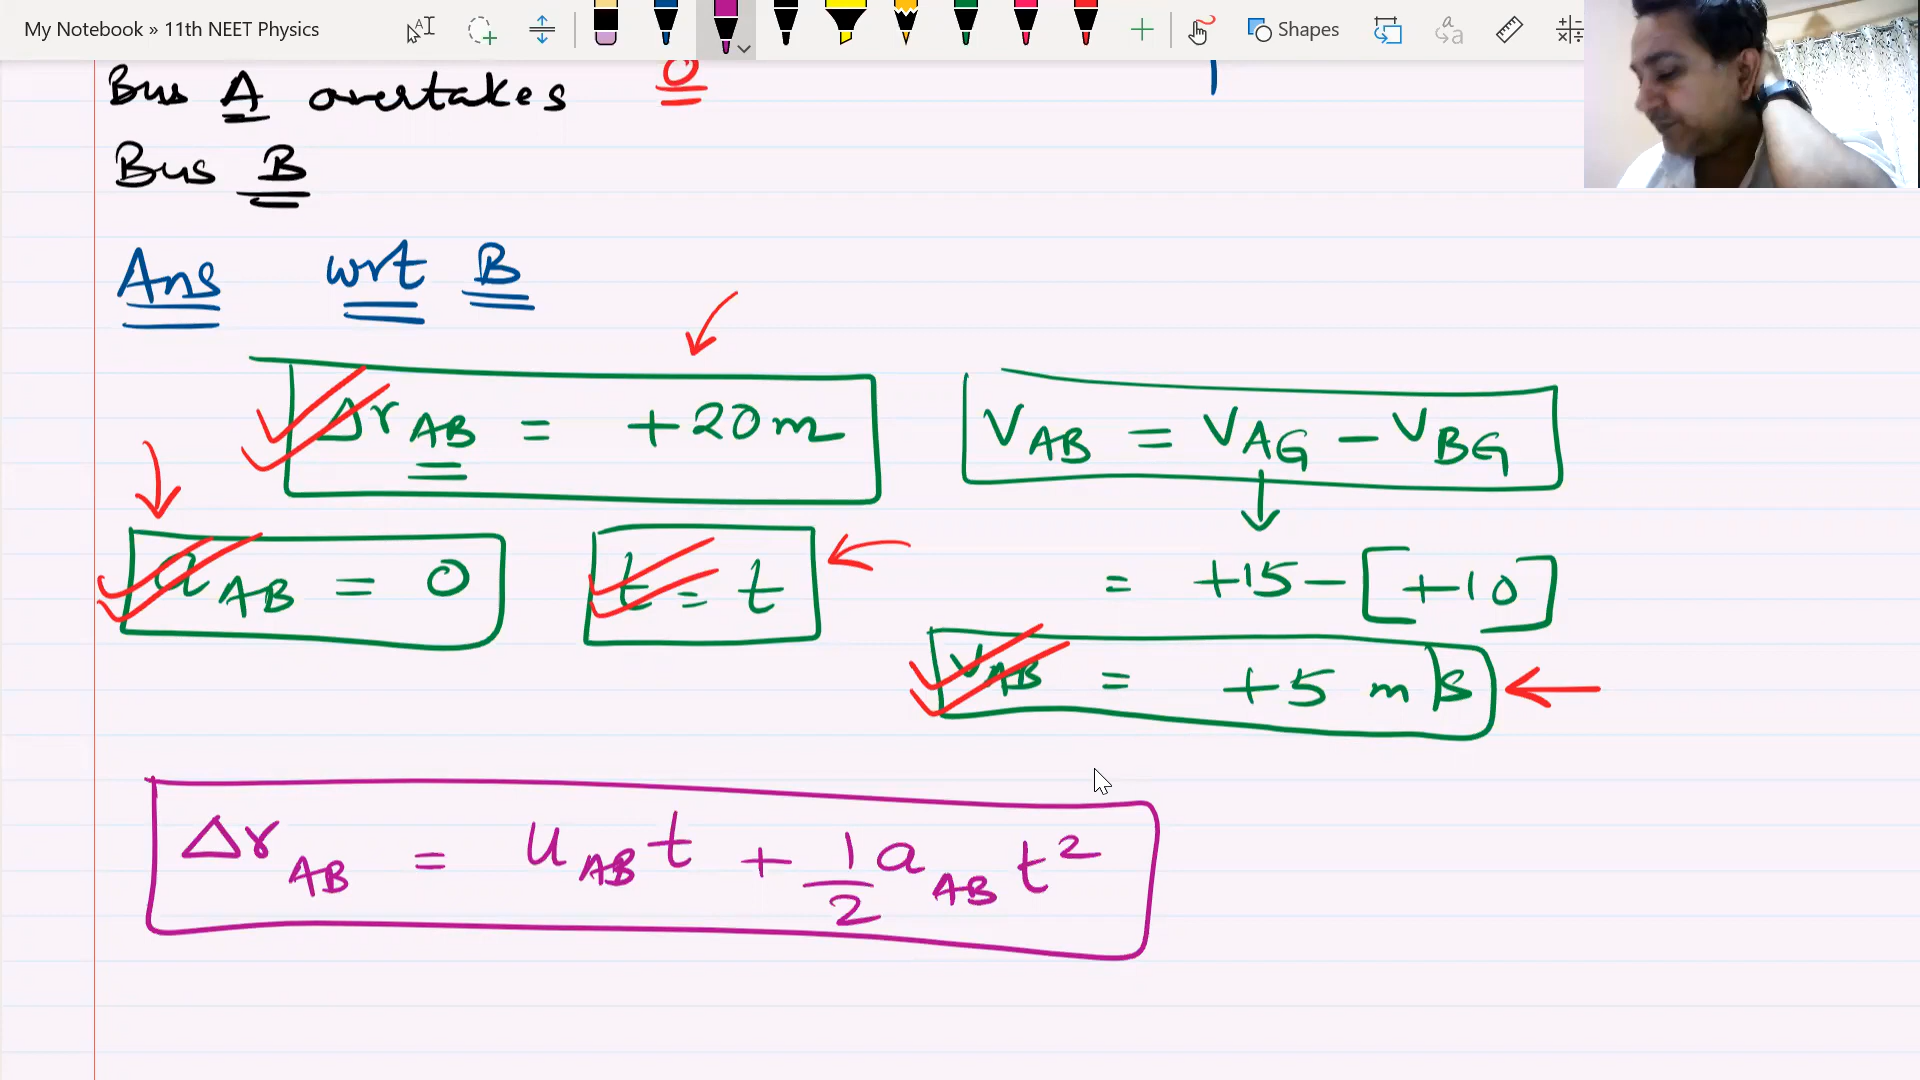 My Notebook » 11th NEET Physics
Shapes
Bus A overtakes
0
Bus B
Ans wrt B
Δr_AB = +20m
V_AB = V_AG - V_BG
a_AB = 0
t = t
= +15 - [+10]
V_AB = +5 m/s
Δr_AB = u_AB t + 1/2 a_AB t²